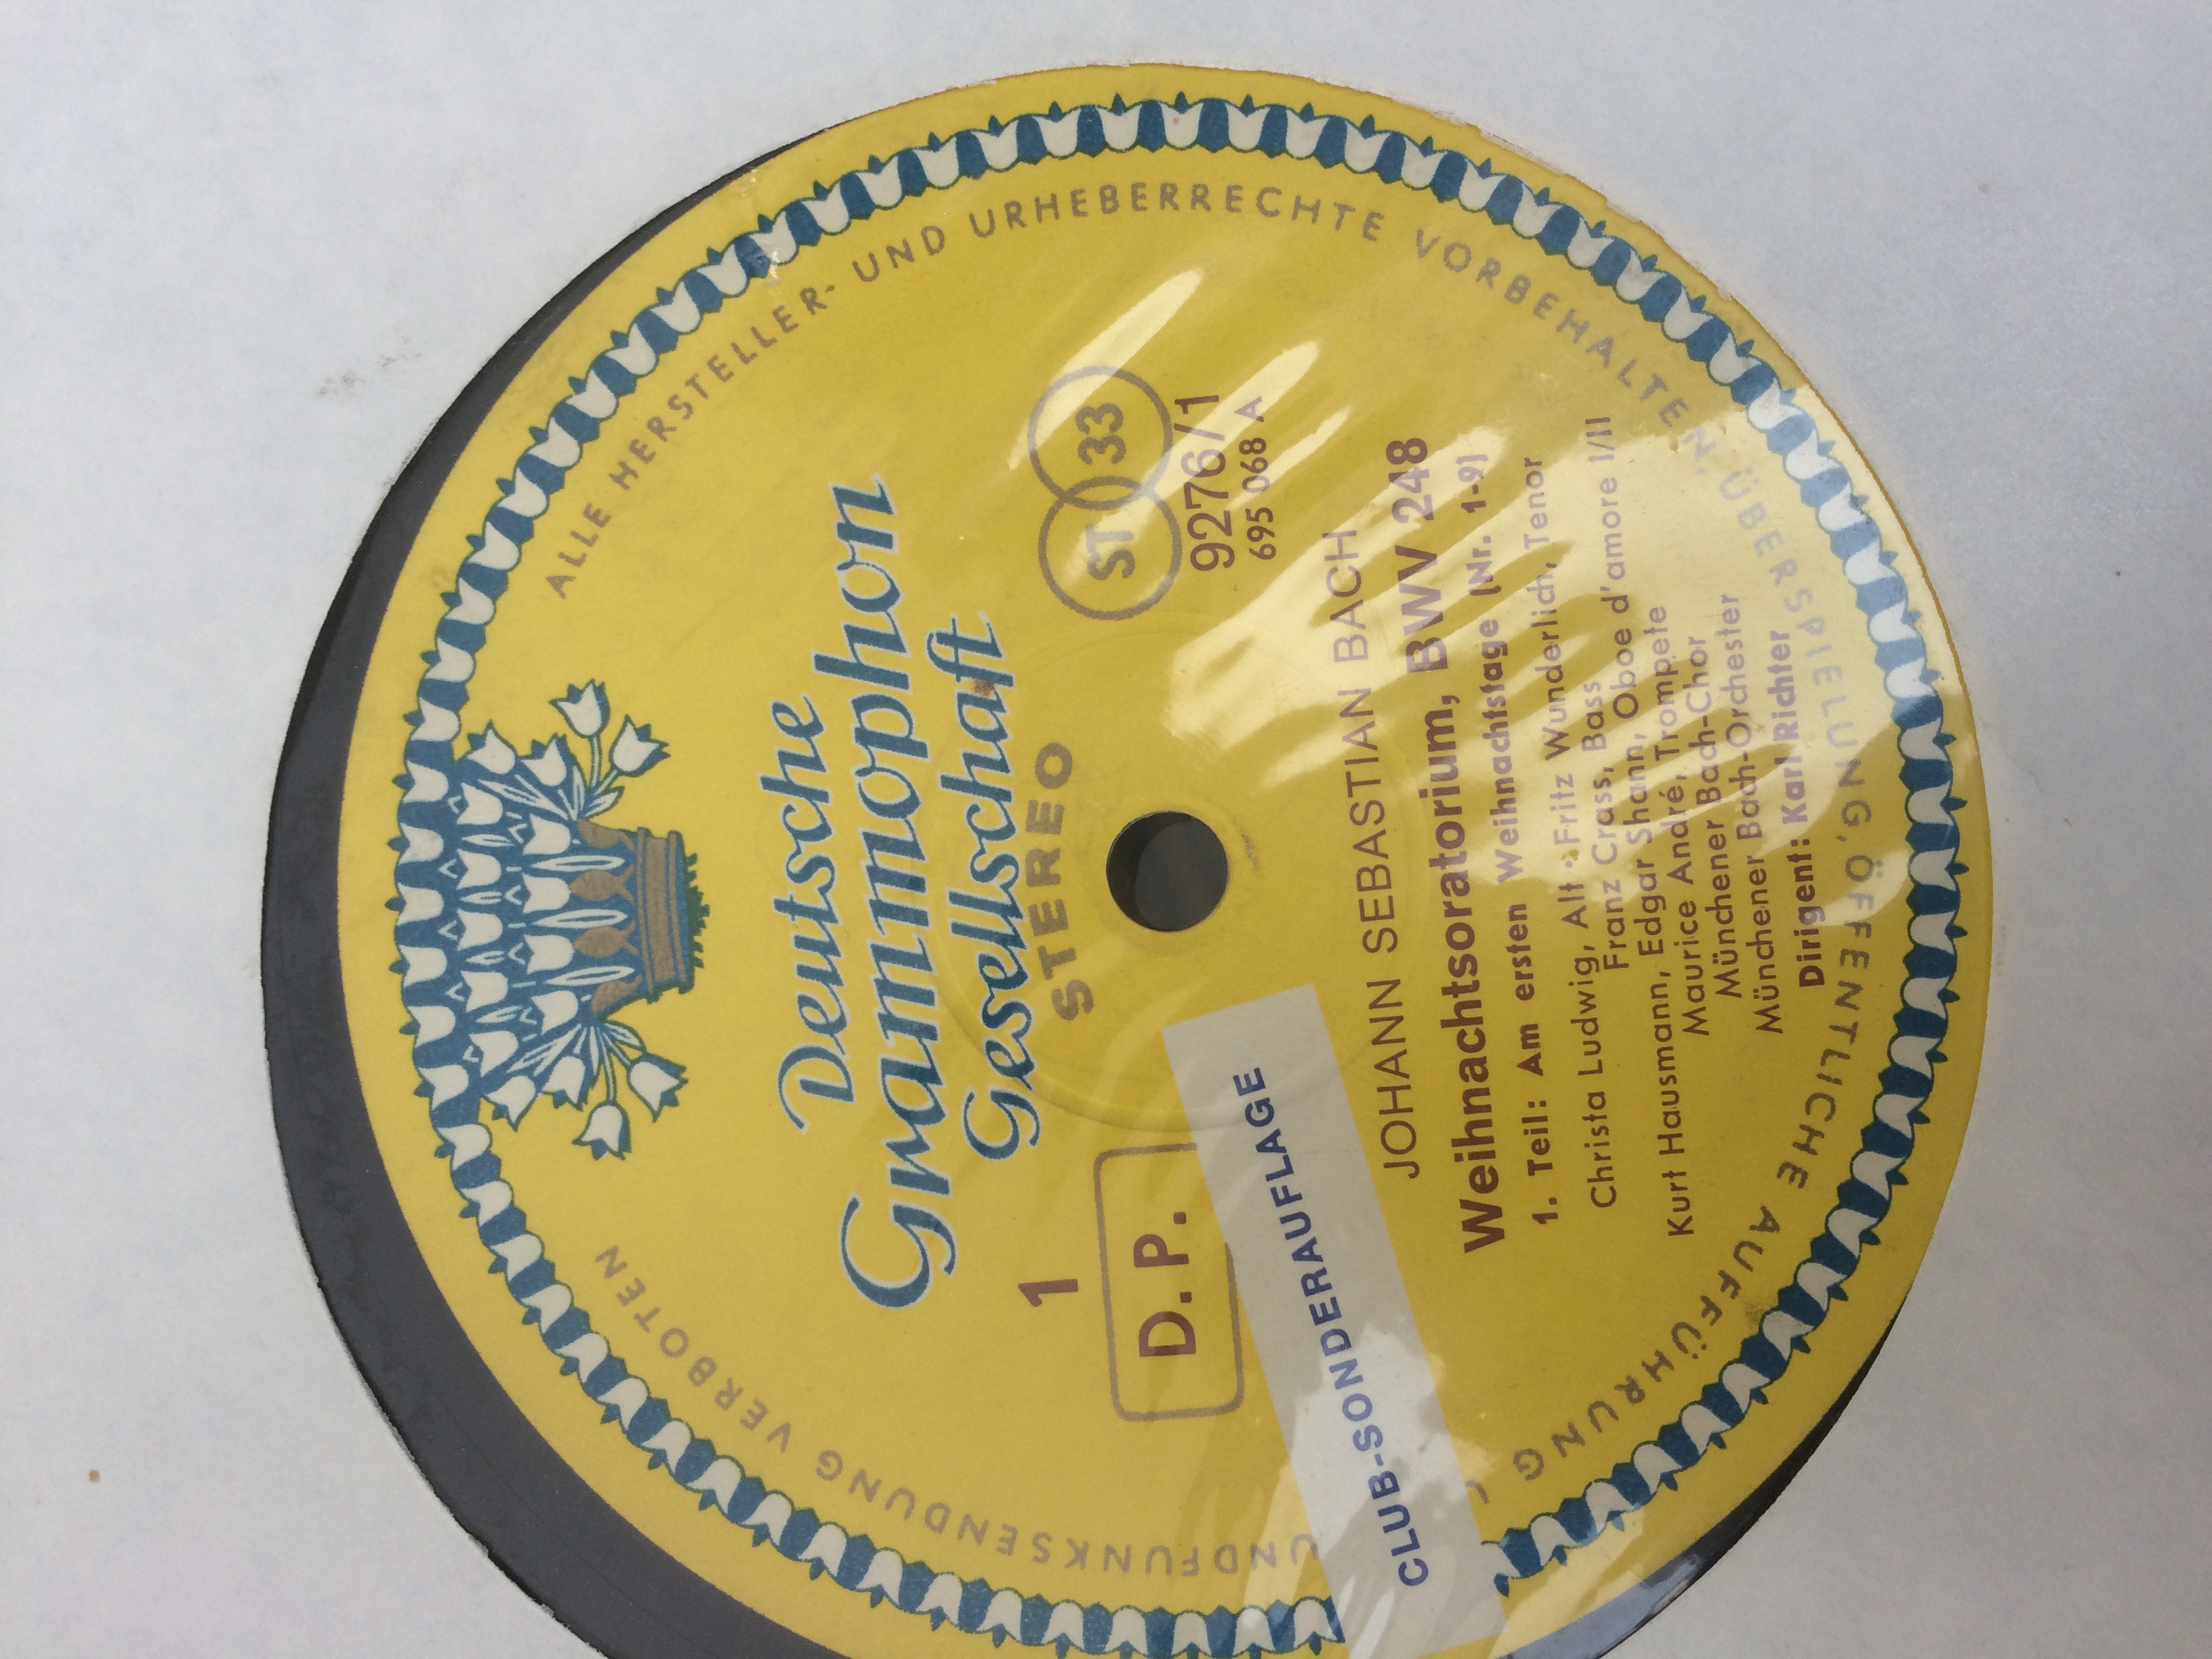 ALLE HERSTELLER- UND URHEBERRECHTE VORBEHALTEN, ÜBERSPIELUNG, ÖFFENTLICHE AUFFÜHRUNG UNDFUNKSENDUNG VERBOTEN
Deutsche
Grammophon
Gesellschaft
STEREO
1
D. P.
ST 33
9276/1
695 068 A
CLUB-SONDERAUFLAGE
JOHANN SEBASTIAN BACH
Weihnachtsoratorium, BWV 248
1. Teil: Am ersten Weihnachtstage (Nr. 1-9)
Christa Ludwig, Alt · Fritz Wunderlich, Tenor
Franz Crass, Bass
Kurt Hausmann, Edgar Shann, Oboe d'amore I/II
Maurice André, Trompete
Münchener Bach-Chor
Münchener Bach-Orchester
Dirigent: Karl Richter